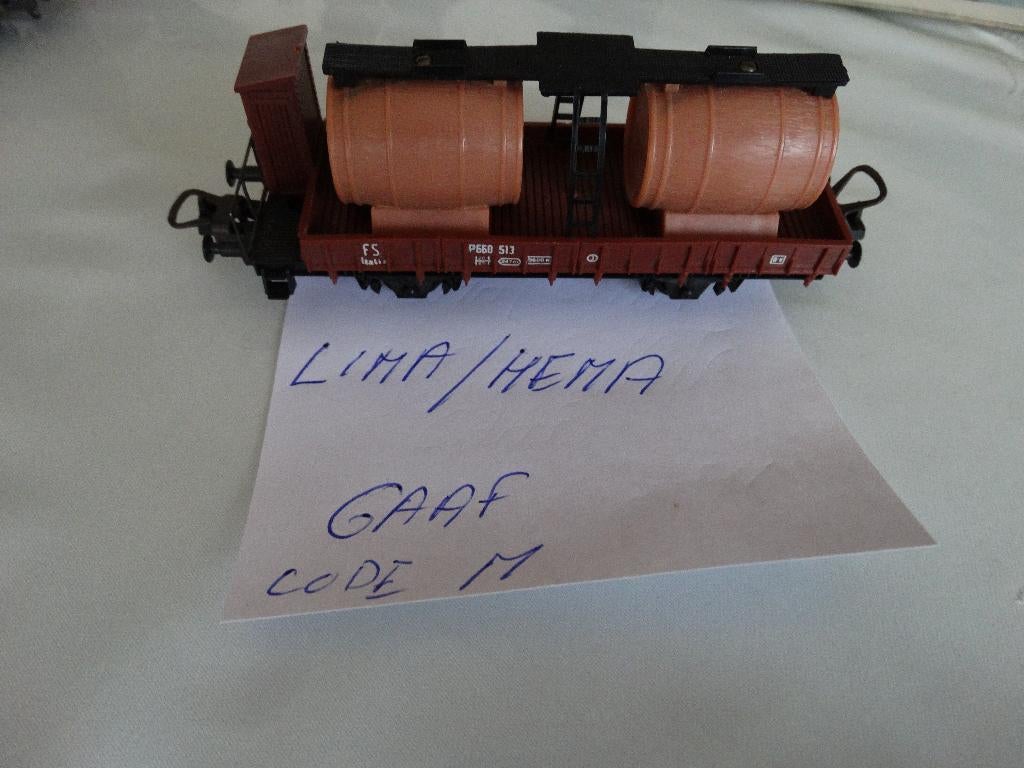 FS
P660 513
LIMA/HEMA
GAAF
CODE M